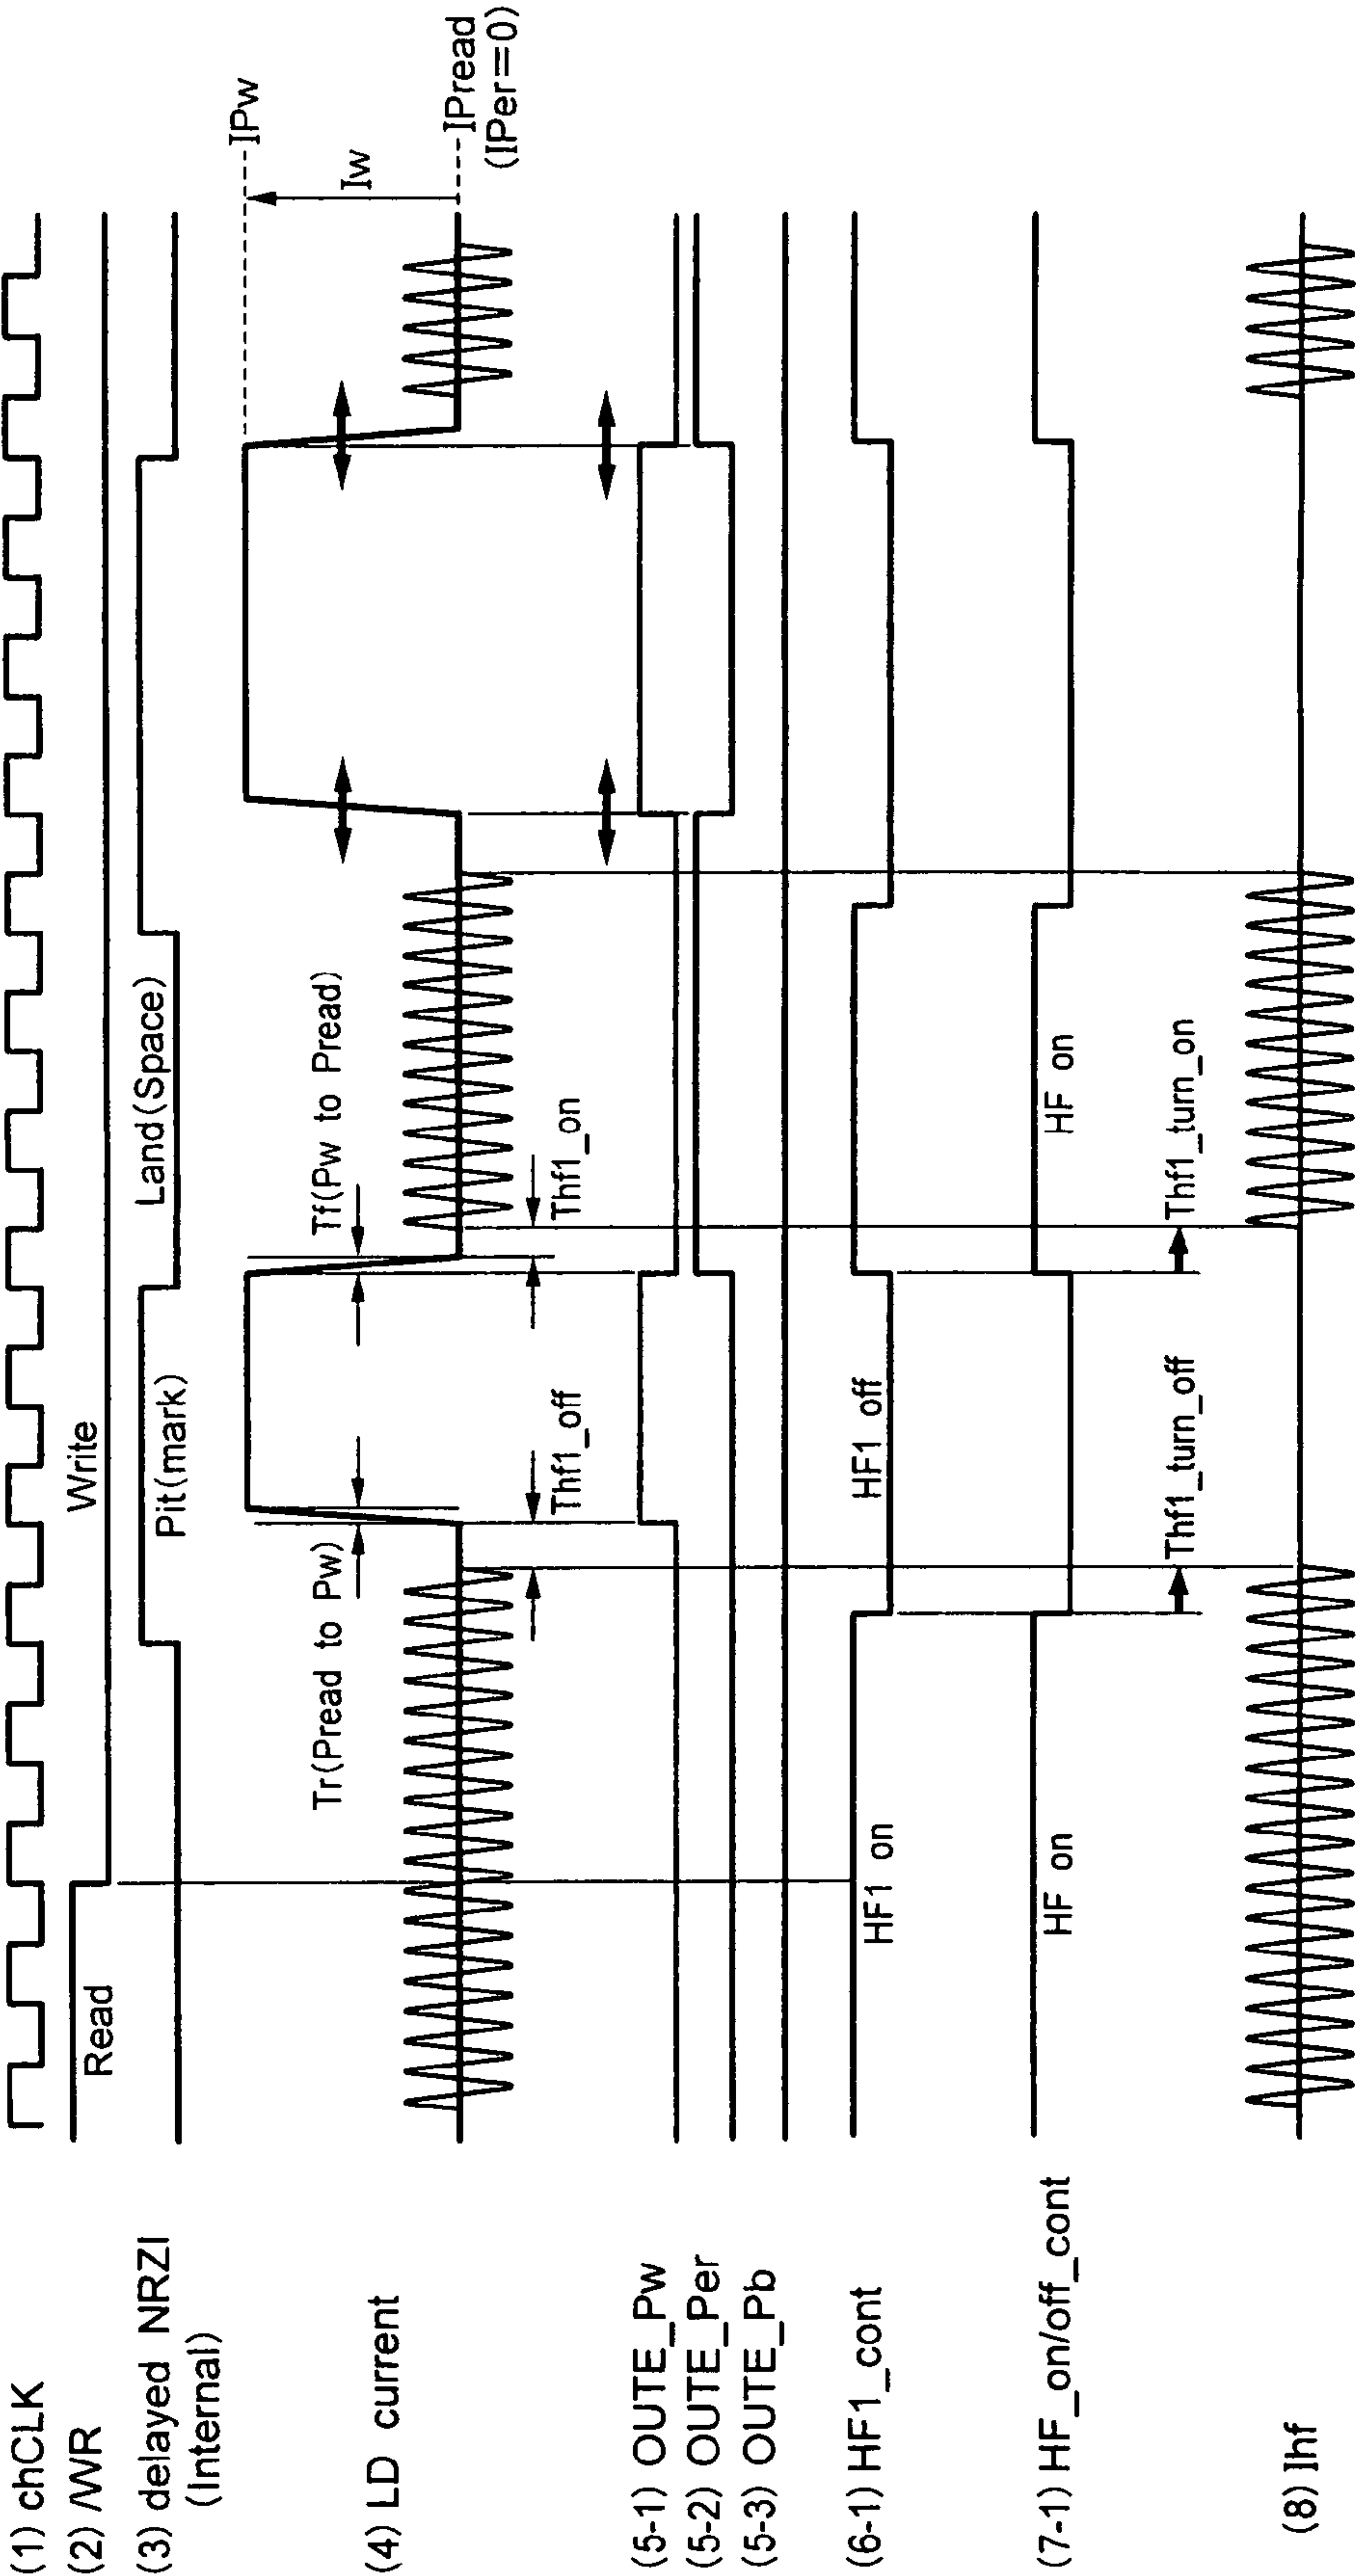 (1) chCLK
(2) /WR
Read
Write
(3) delayed NRZI
(Internal)
Pit(mark)
Land(Space)
(4) LD current
Tr(Pread to Pw)
Tf(Pw to Pread)
Thf1_off
Thf1_on
IPw
Iw
IPread
(IPer=0)
(5-1) OUTE_Pw
(5-2) OUTE_Per
(5-3) OUTE_Pb
(6-1) HF1_cont
HF1 on
HF1 off
(7-1) HF_on/off_cont
HF on
HF on
Thf1_turn_off
Thf1_turn_on
(8) Ihf